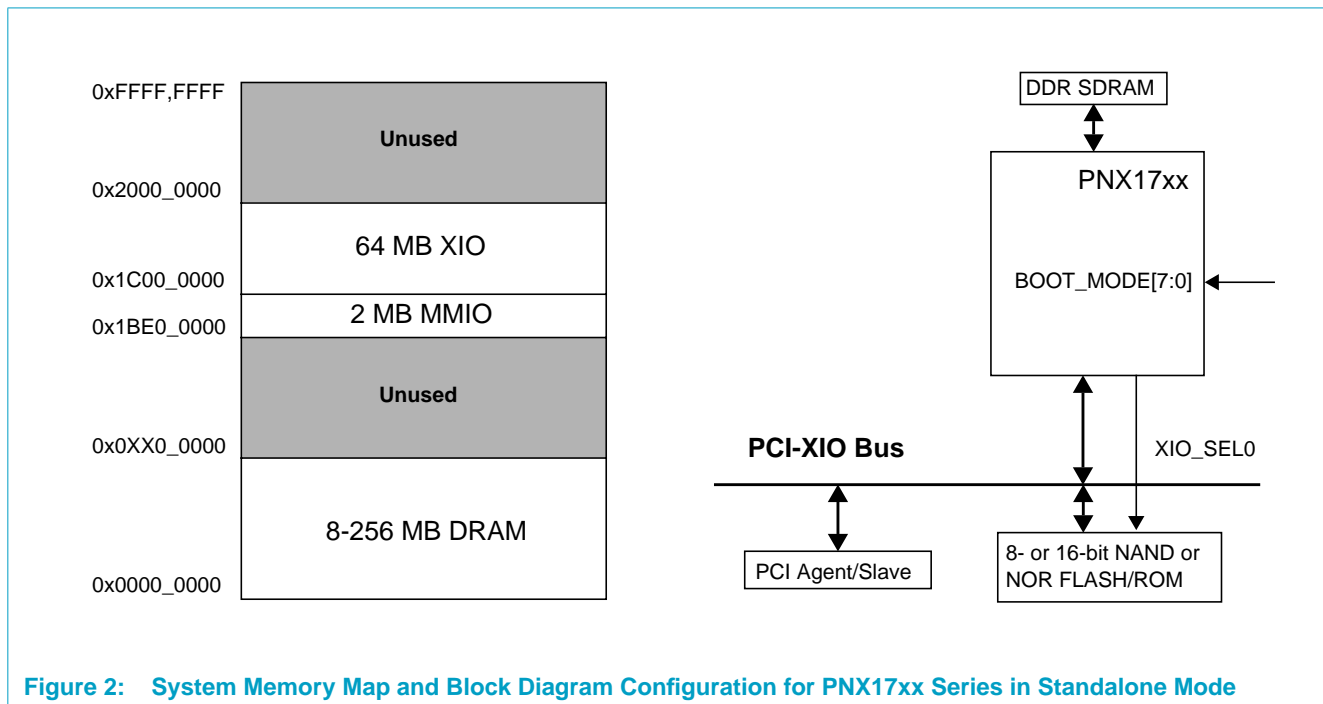 0xFFFF,FFFF
Unused
0x2000_0000
64 MB XIO
0x1C00_0000
2 MB MMIO
0x1BE0_0000
Unused
0x0XX0_0000
8-256 MB DRAM
0x0000_0000
DDR SDRAM
PNX17xx
BOOT_MODE[7:0]
PCI-XIO Bus
XIO_SEL0
PCI Agent/Slave
8- or 16-bit NAND or
NOR FLASH/ROM
Figure 2: System Memory Map and Block Diagram Configuration for PNX17xx Series in Standalone Mode